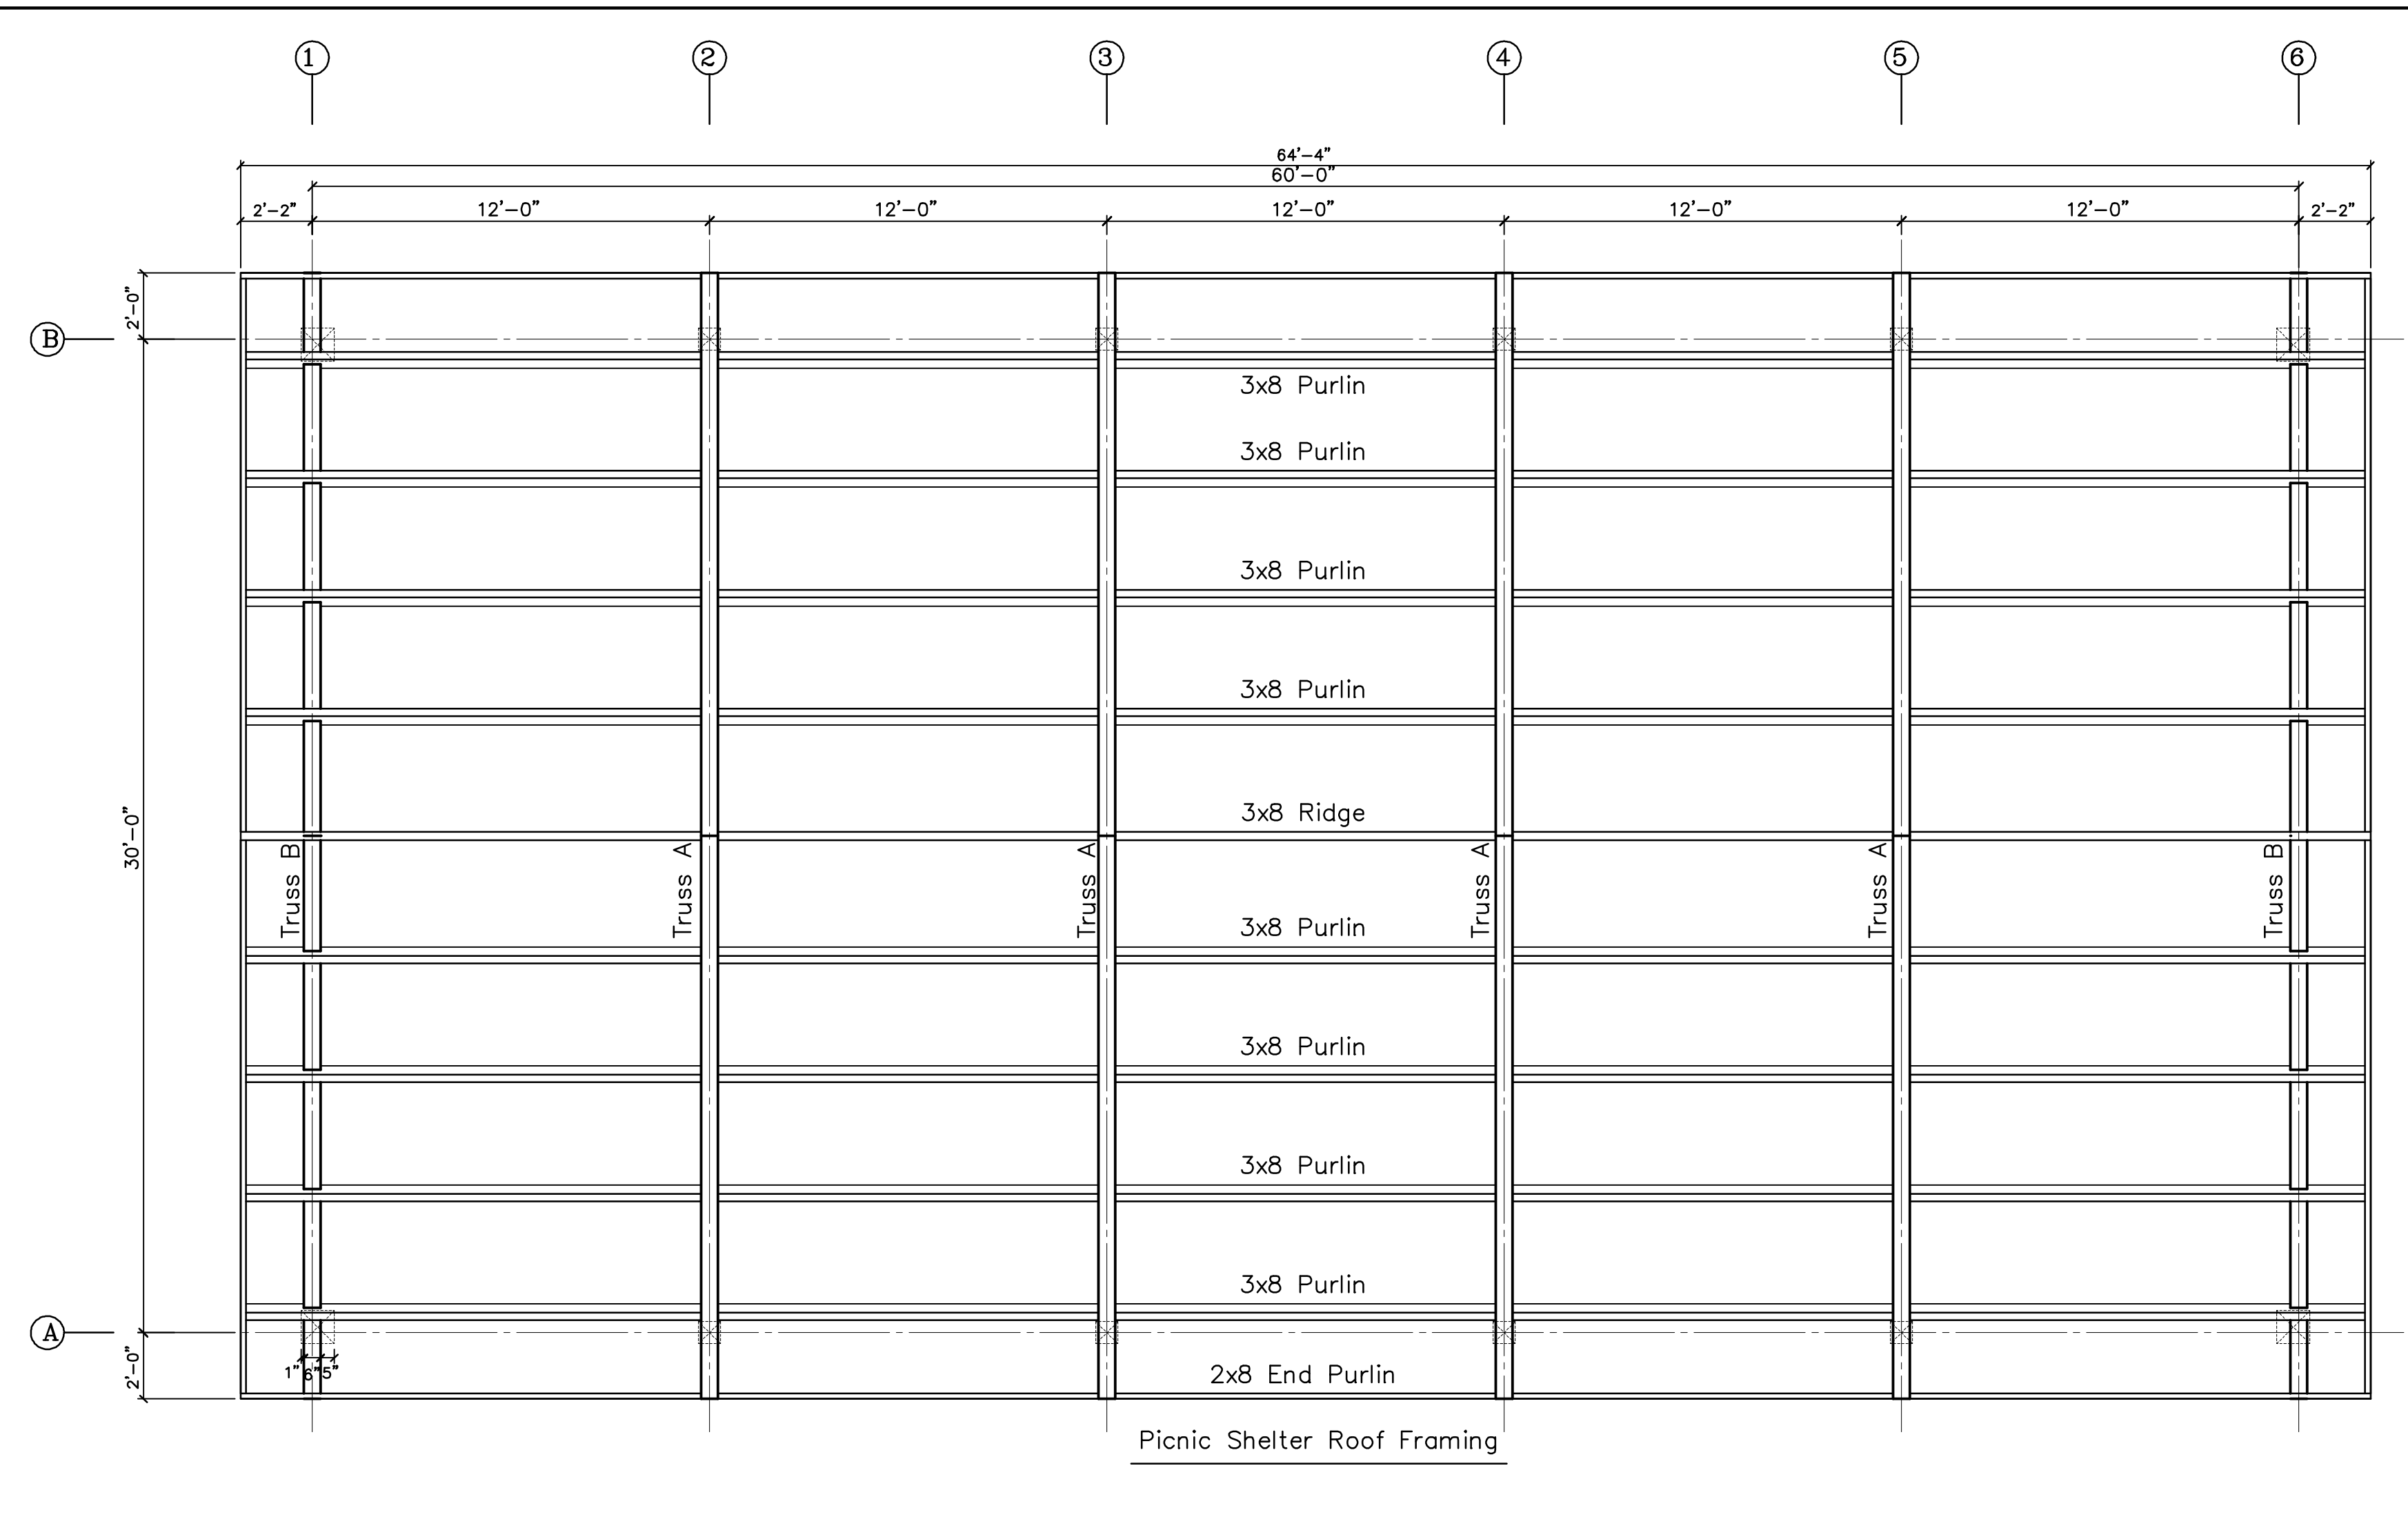 1 2 3 4 5 6
64'-4"
60'-0"
2'-2" 12'-0" 12'-0" 12'-0" 12'-0" 12'-0" 2'-2"
2'-0"
B
3x8 Purlin
3x8 Purlin
3x8 Purlin
3x8 Purlin
30'-0"
3x8 Ridge
Truss B Truss A Truss A Truss A Truss A Truss B
3x8 Purlin
3x8 Purlin
3x8 Purlin
3x8 Purlin
A
2'-0"
1" 6" 5"
2x8 End Purlin
Picnic Shelter Roof Framing